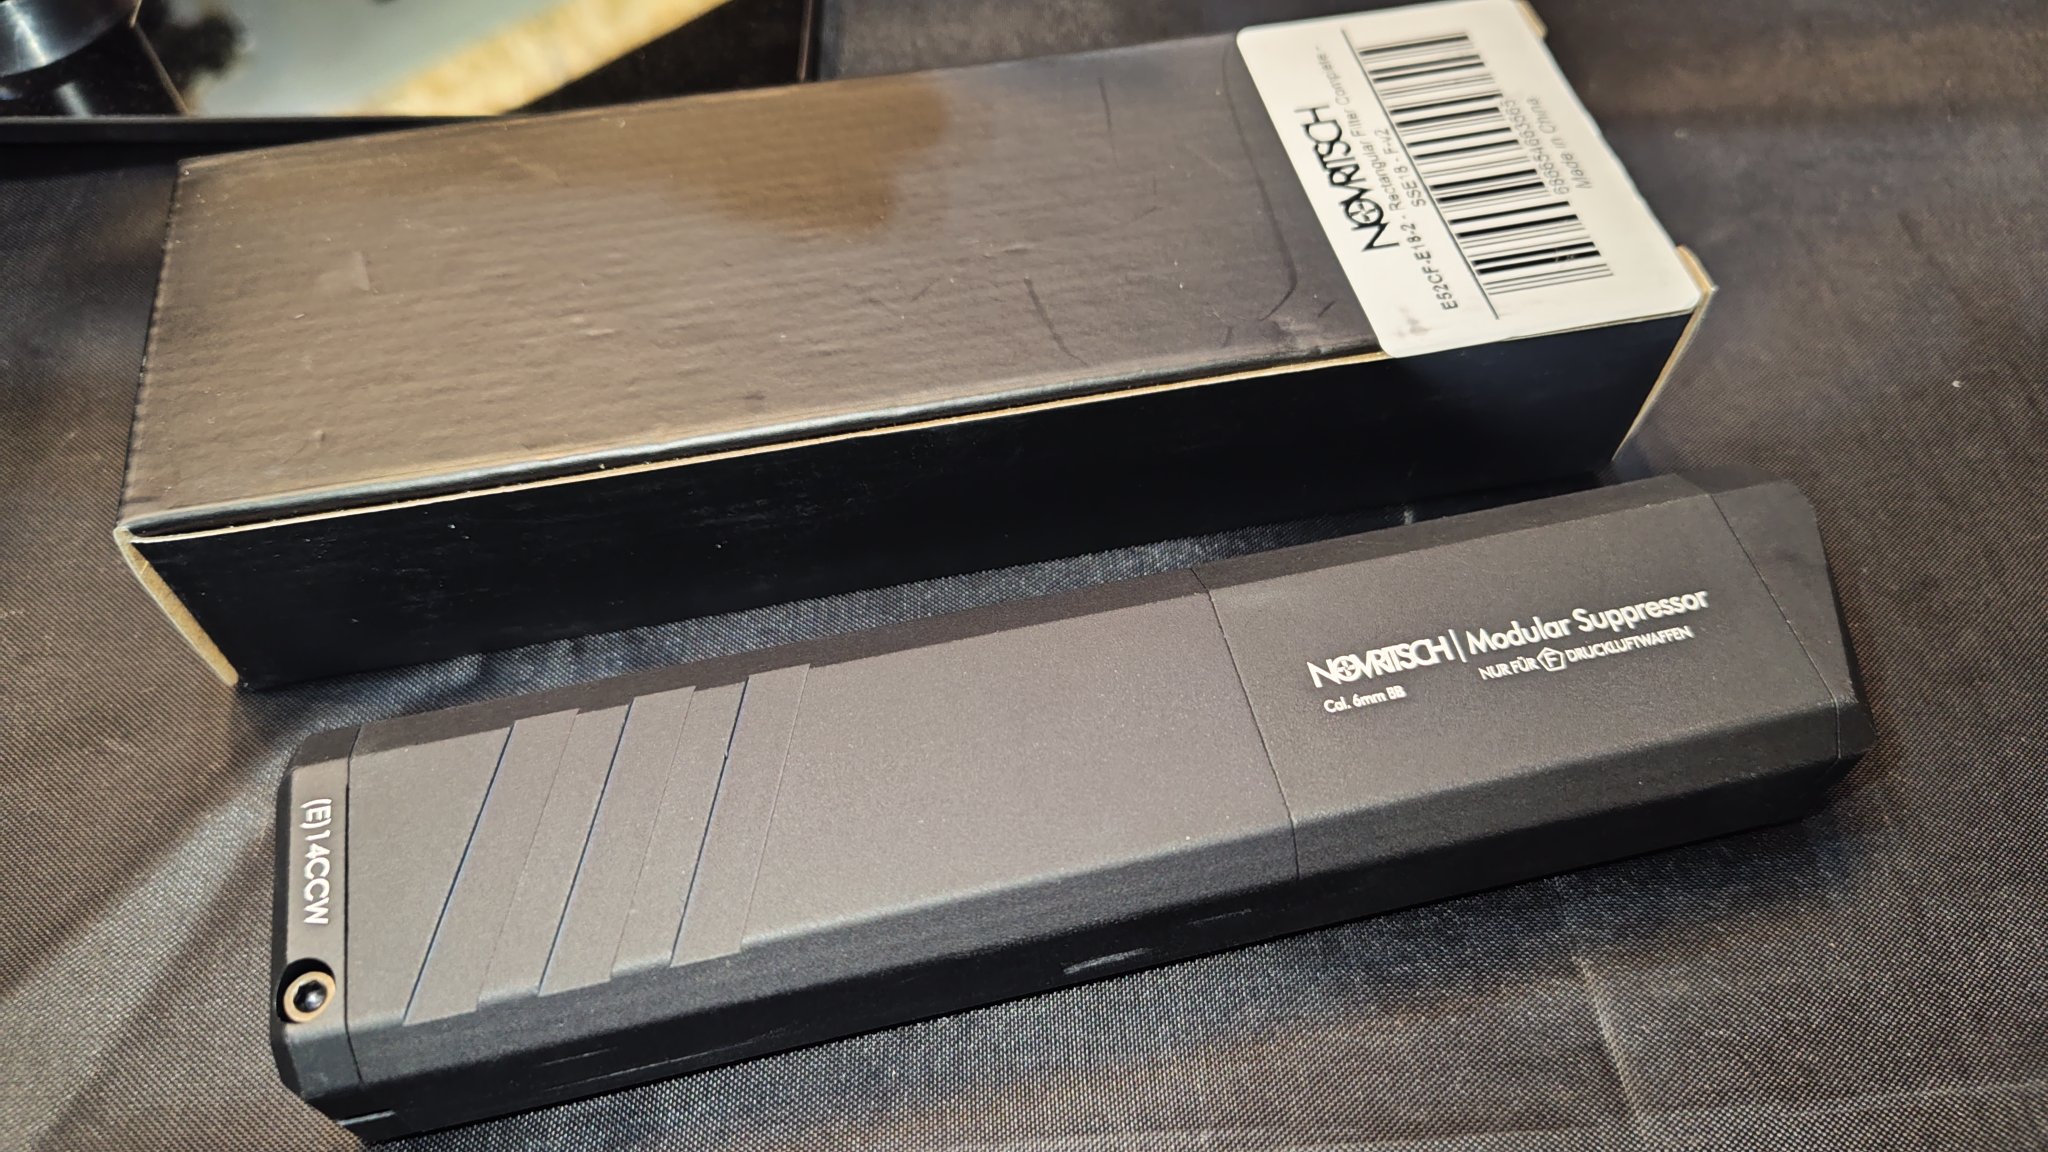 NOVRITSCH
E52CF-E18-2 - Rectangular Filter Complete -
SSE18 - F-L2
Made in China
NOVRITSCH | Modular Suppressor
NUR FÜR F DRUCKLUFTWAFFEN
Cal. 6mm BB
(E)14CCW